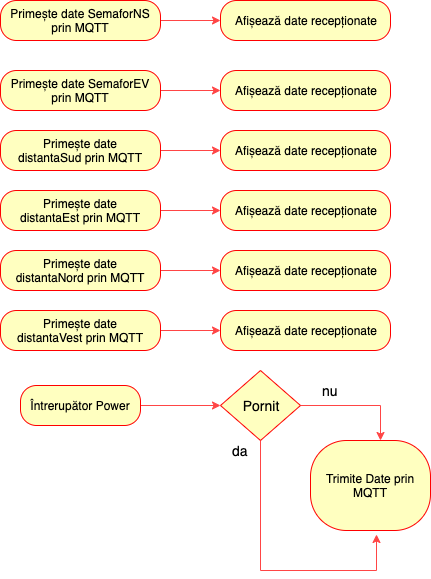 Primește date SemaforNS
prin MQTT
Afișează date recepționate
Primește date SemaforEV
prin MQTT
Afișează date recepționate
Primește date
distantaSud prin MQTT
Afișează date recepționate
Primește date
distantaEst prin MQTT
Afișează date recepționate
Primește date
distantaNord prin MQTT
Afișează date recepționate
Primește date
distantaVest prin MQTT
Afișează date recepționate
Întrerupător Power
Pornit
nu
da
Trimite Date prin
MQTT